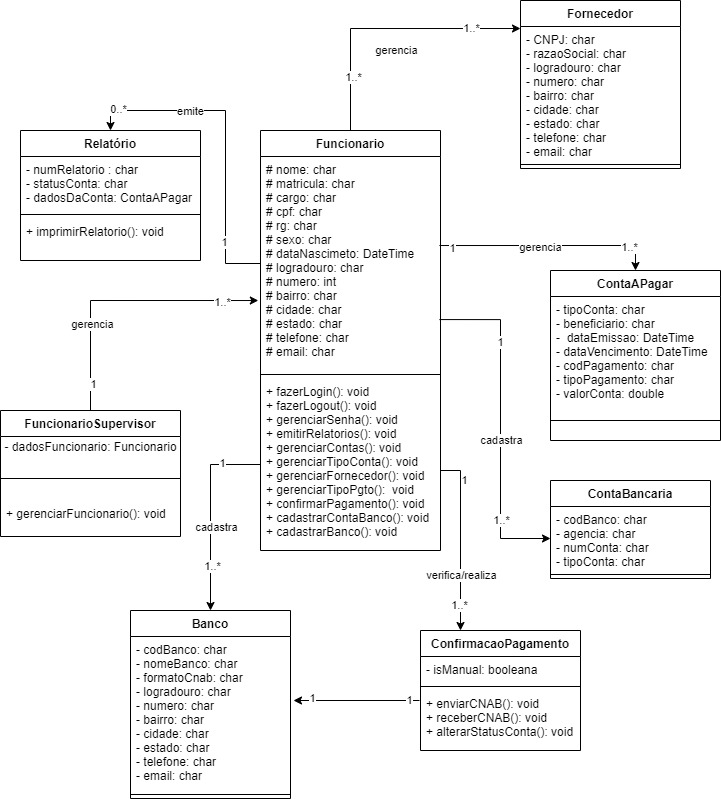 Fornecedor
- CNPJ: char
- razaoSocial: char
- logradouro: char
- numero: char
- bairro: char
- cidade: char
- estado: char
- telefone: char
- email: char
1..*
gerencia
1..*
0..*
emite
1
Relatório
- numRelatorio : char
- statusConta: char
- dadosDaConta: ContaAPagar
+ imprimirRelatorio(): void
Funcionario
# nome: char
# matricula: char
# cargo: char
# cpf: char
# rg: char
# sexo: char
# dataNascimeto: DateTime
# logradouro: char
# numero: int
# bairro: char
# cidade: char
# estado: char
# telefone: char
# email: char
+ fazerLogin(): void
+ fazerLogout(): void
+ gerenciarSenha(): void
+ emitirRelatorios(): void
+ gerenciarContas(): void
+ gerenciarTipoConta(): void
+ gerenciarFornecedor(): void
+ gerenciarTipoPgto():  void
+ confirmarPagamento(): void
+ cadastrarContaBanco(): void
+ cadastrarBanco(): void
1
gerencia
1..*
ContaAPagar
- tipoConta: char
- beneficiario: char
-  dataEmissao: DateTime
- dataVencimento: DateTime
- codPagamento: char
- tipoPagamento: char
- valorConta: double
1..*
gerencia
1
FuncionarioSupervisor
- dadosFuncionario: Funcionario
+ gerenciarFuncionario(): void
1
cadastra
1..*
ContaBancaria
- codBanco: char
- agencia: char
- numConta: char
- tipoConta: char
1
cadastra
1..*
1
verifica/realiza
1..*
Banco
- codBanco: char
- nomeBanco: char
- formatoCnab: char
- logradouro: char
- numero: char
- bairro: char
- cidade: char
- estado: char
- telefone: char
- email: char
1
1
ConfirmacaoPagamento
- isManual: booleana
+ enviarCNAB(): void
+ receberCNAB(): void
+ alterarStatusConta(): void